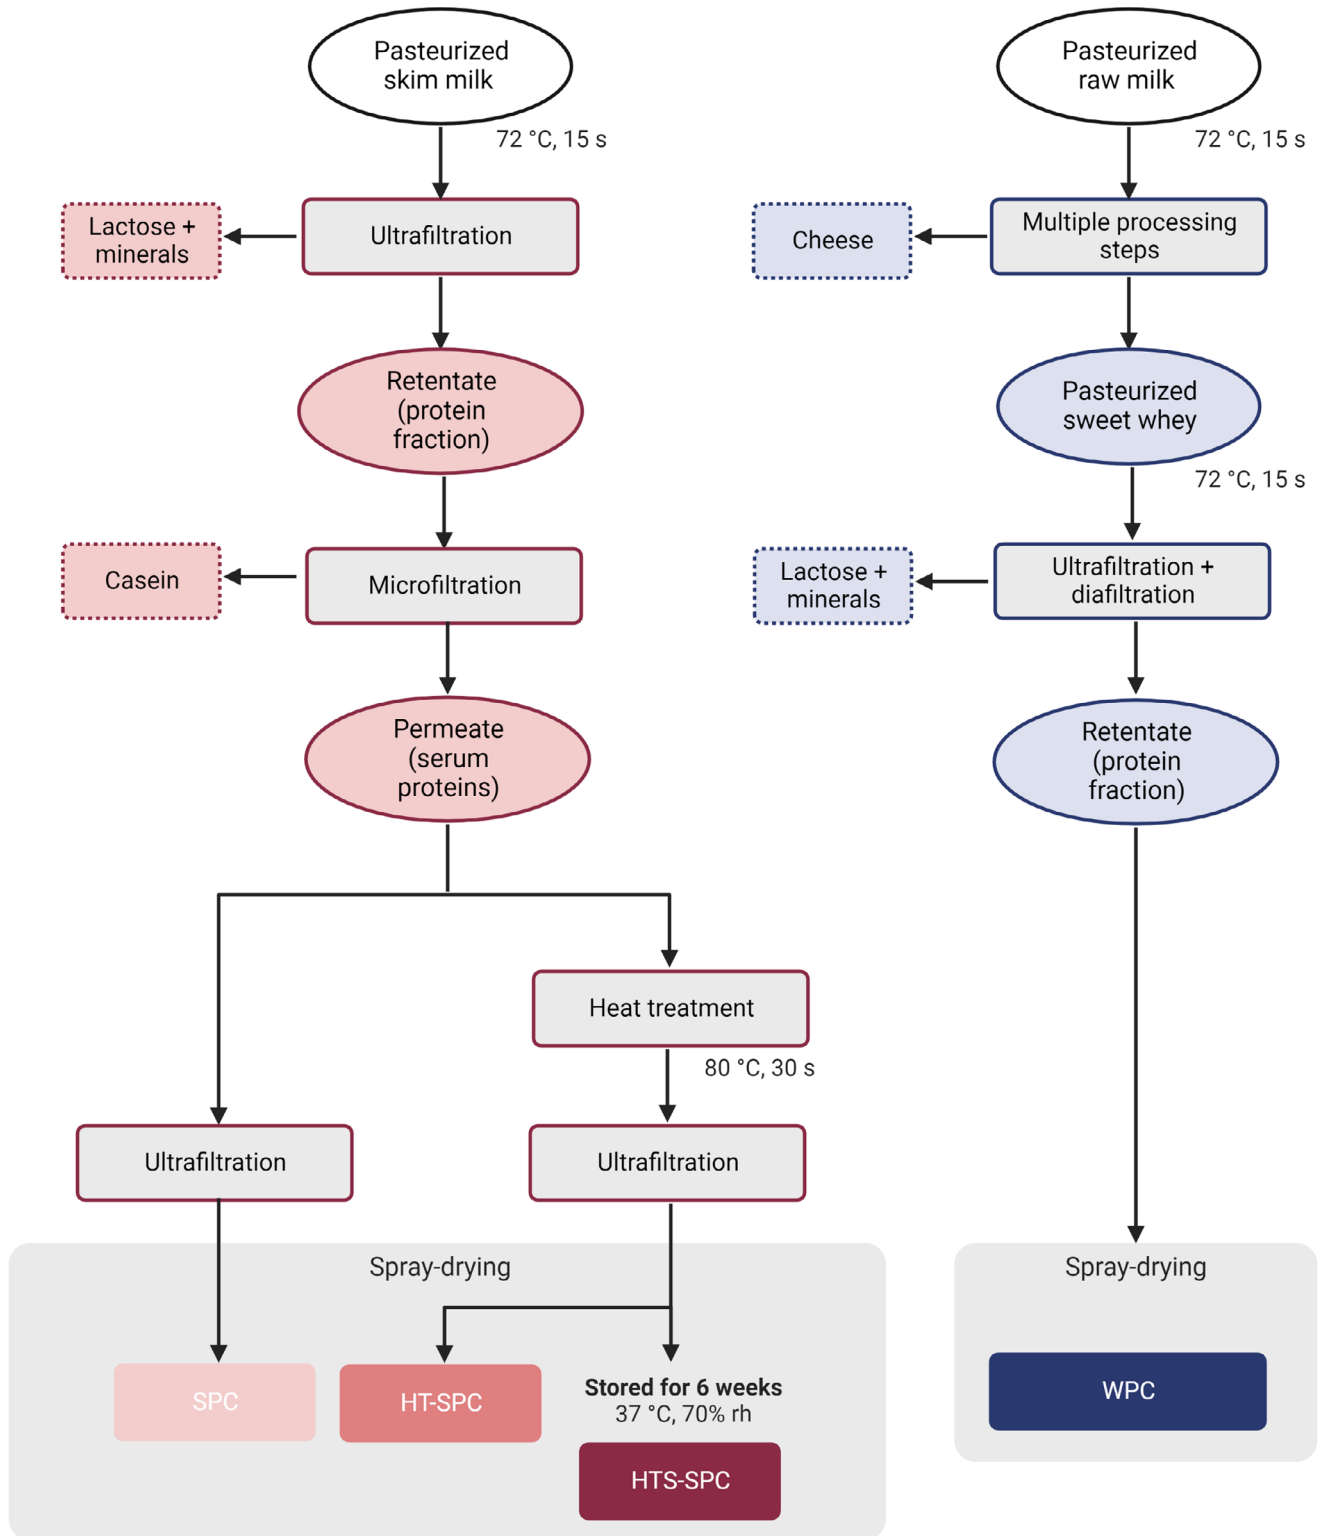 Pasteurized
skim milk
72 °C, 15 s
Lactose +
minerals
Ultrafiltration
Retentate
(protein
fraction)
Casein
Microfiltration
Permeate
(serum
proteins)
Heat treatment
80 °C, 30 s
Ultrafiltration
Ultrafiltration
Spray-drying
SPC
HT-SPC
Stored for 6 weeks
37 °C, 70% rh
HTS-SPC
Pasteurized
raw milk
72 °C, 15 s
Cheese
Multiple processing
steps
Pasteurized
sweet whey
72 °C, 15 s
Lactose +
minerals
Ultrafiltration +
diafiltration
Retentate
(protein
fraction)
Spray-drying
WPC